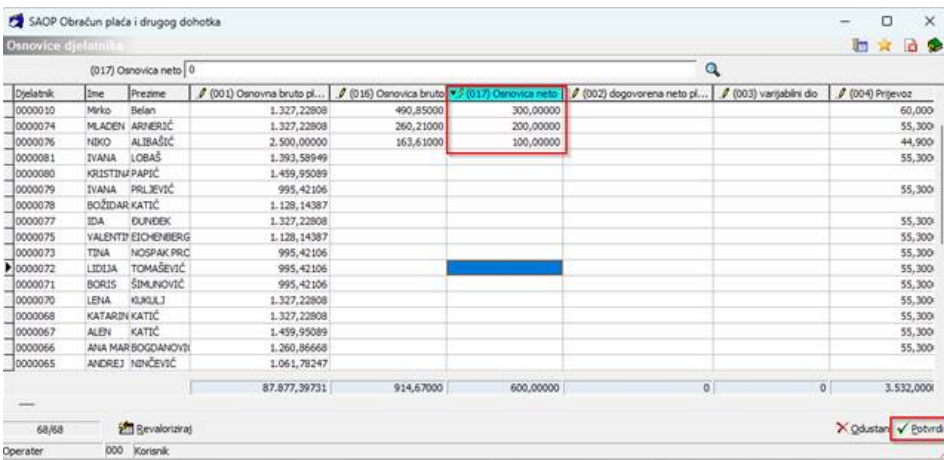 SAOP Obračun plaća i drugog dohotka
Osnovice djelatnika
(017) Osnovica neto 0
Djelatnik Ime Prezime (001) Osnovna bruto pl... (016) Osnovica bruto (017) Osnovica neto (002) dogovorena neto pl... (003) varijabilni dio (004) Prijevoz
0000010 Mirko Belan 1.327,22808 490,85000 300,00000 60,000
0000074 MLADEN ARNERIĆ 1.327,22808 260,21000 200,00000 55,300
0000076 NIKO ALIBAŠIĆ 2.500,00000 163,61000 100,00000 44,900
0000081 IVANA LOBAŠ 1.393,58949 55,300
0000080 KRISTINA PAPIĆ 1.459,95089
0000079 IVANA PRLJEVIĆ 995,42106 55,300
0000078 BOŽIDAR KATIĆ 1.128,14387
0000077 IDA ĐUNĐEK 1.327,22808 55,300
0000075 VALENTIN EICHENBERG 1.128,14387 55,300
0000073 TINA NOSPAK PRC 995,42106 55,300
0000072 LIDIJA TOMAŠEVIĆ 995,42106 55,300
0000071 BORIS ŠIMUNOVIĆ 995,42106 55,300
0000070 LENA KUKULJ 1.327,22808 55,300
0000068 KATARIN KATIĆ 1.327,22808 55,300
0000067 ALEN KATIĆ 1.459,95089 55,300
0000066 ANA MAR BOGDANOVIĆ 1.260,86668 55,300
0000065 ANDREJ NINČEVIĆ 1.061,78247
87.877,39731 914,67000 600,00000 0 0 3.532,000
68/68 Revaloriziraj Odustani Potvrdi
Operater 000 Korisnik